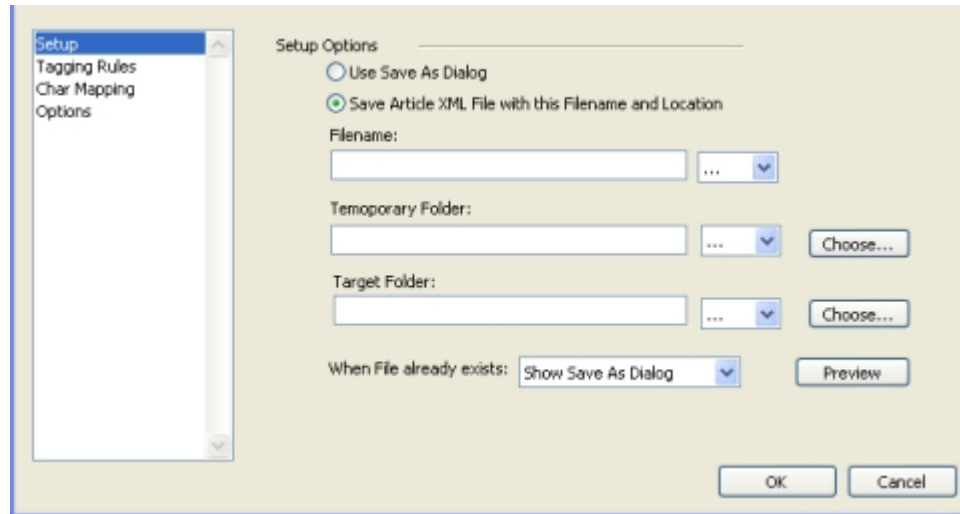 Setup
Tagging Rules
Char Mapping
Options
Setup Options
Use Save As Dialog
Save Article XML File with this Filename and Location
Filename:
...
Temoporary Folder:
...
Choose...
Target Folder:
...
Choose...
When File already exists: Show Save As Dialog Preview
OK Cancel